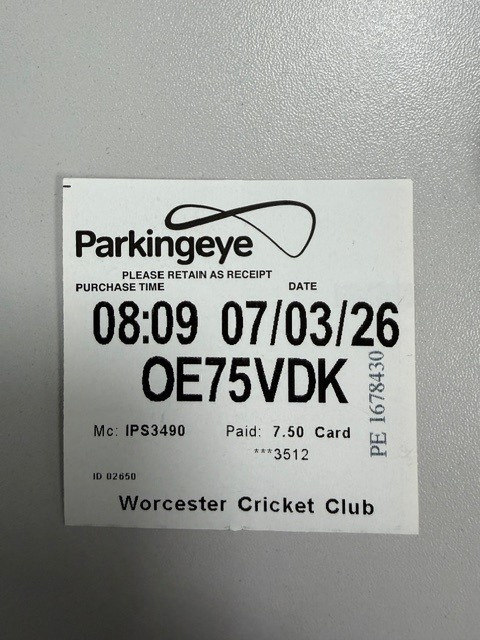 Parkingeye
PLEASE RETAIN AS RECEIPT
PURCHASE TIME DATE
08:09 07/03/26
OE75VDK
Mc: IPS3490 Paid: 7.50 Card
***3512
ID 02650
Worcester Cricket Club
PE 1678430